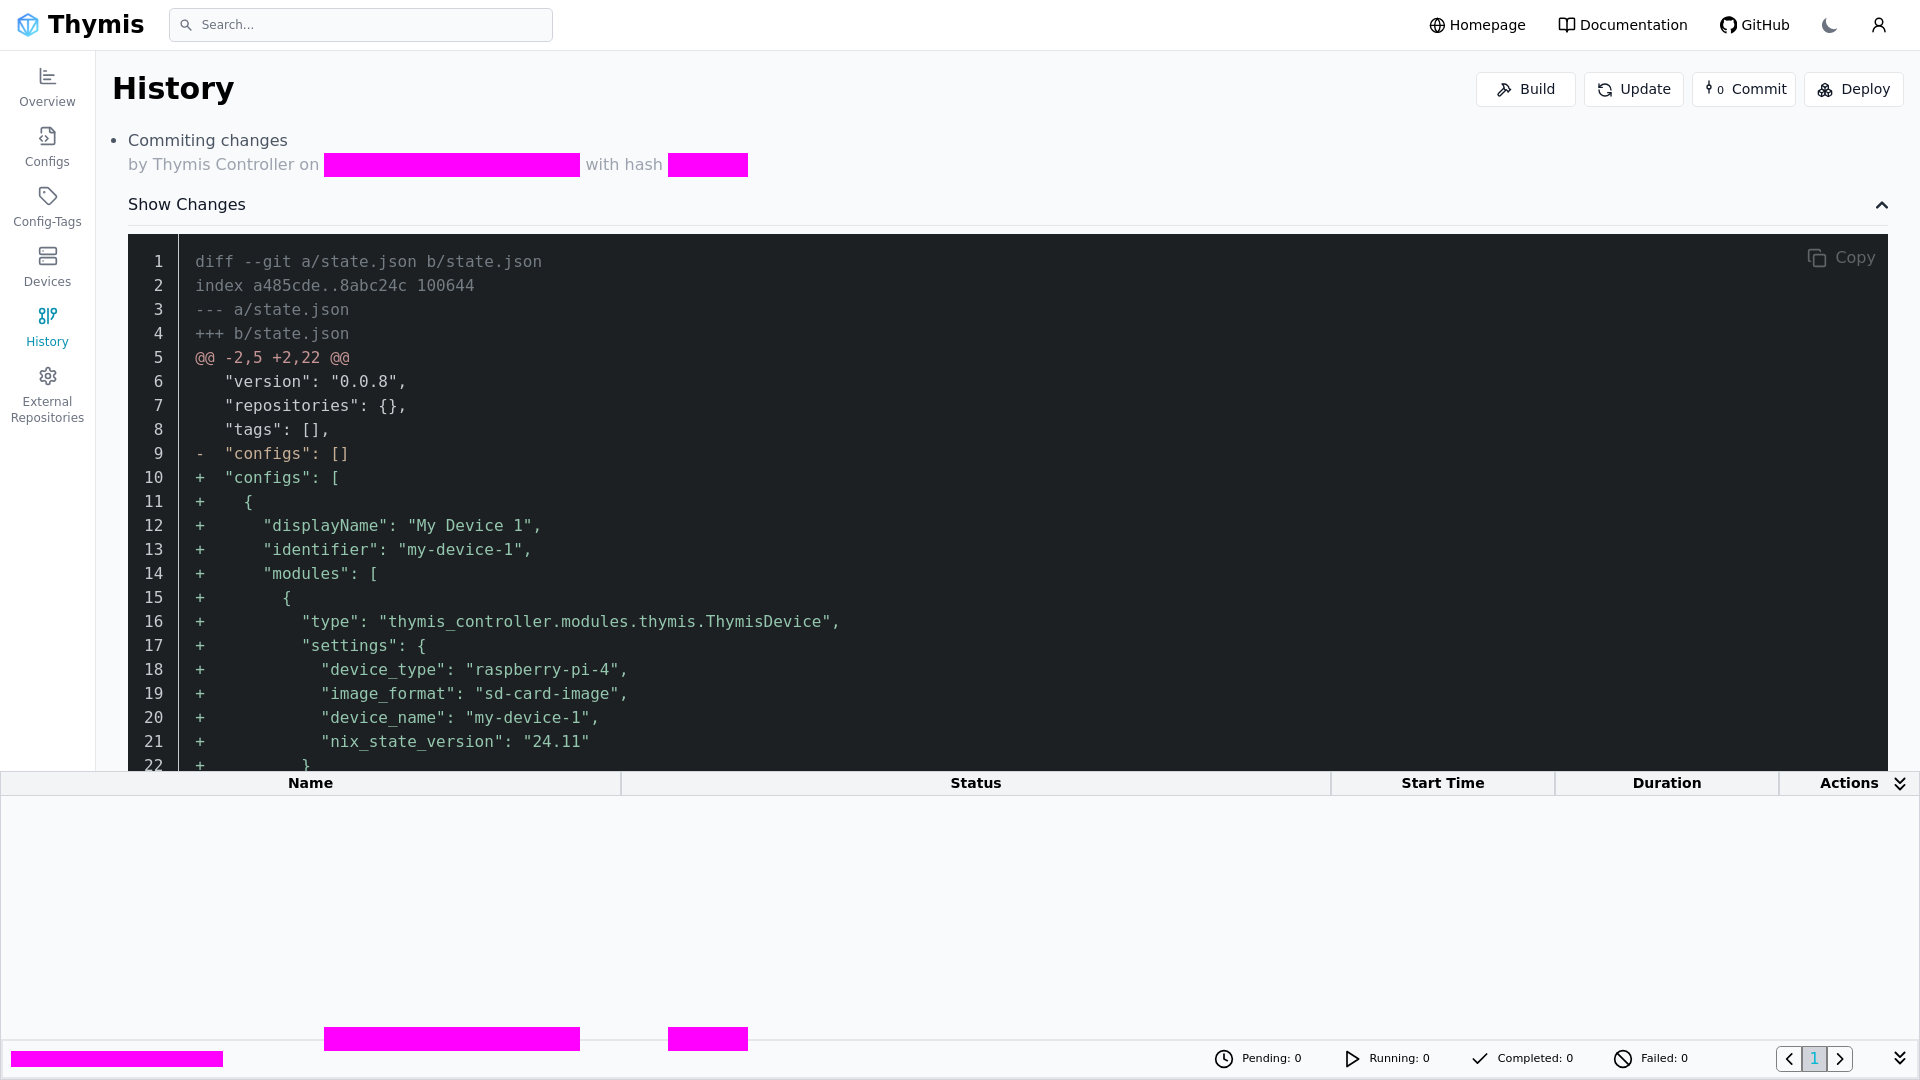 Thymis
Search...
Homepage
Documentation
GitHub
Overview
Configs
Config-Tags
Devices
History
External
Repositories
History
Build
Update
0 Commit
Deploy
Commiting changes
by Thymis Controller on
with hash
Show Changes
Copy
1 diff --git a/state.json b/state.json
2 index a485cde..8abc24c 100644
3 --- a/state.json
4 +++ b/state.json
5 @@ -2,5 +2,22 @@
6    "version": "0.0.8",
7    "repositories": {},
8    "tags": [],
9 -  "configs": []
10 +  "configs": [
11 +    {
12 +      "displayName": "My Device 1",
13 +      "identifier": "my-device-1",
14 +      "modules": [
15 +        {
16 +          "type": "thymis_controller.modules.thymis.ThymisDevice",
17 +          "settings": {
18 +            "device_type": "raspberry-pi-4",
19 +            "image_format": "sd-card-image",
20 +            "device_name": "my-device-1",
21 +            "nix_state_version": "24.11"
22 +          }
Name Status Start Time Duration Actions
Pending: 0 Running: 0 Completed: 0 Failed: 0 1